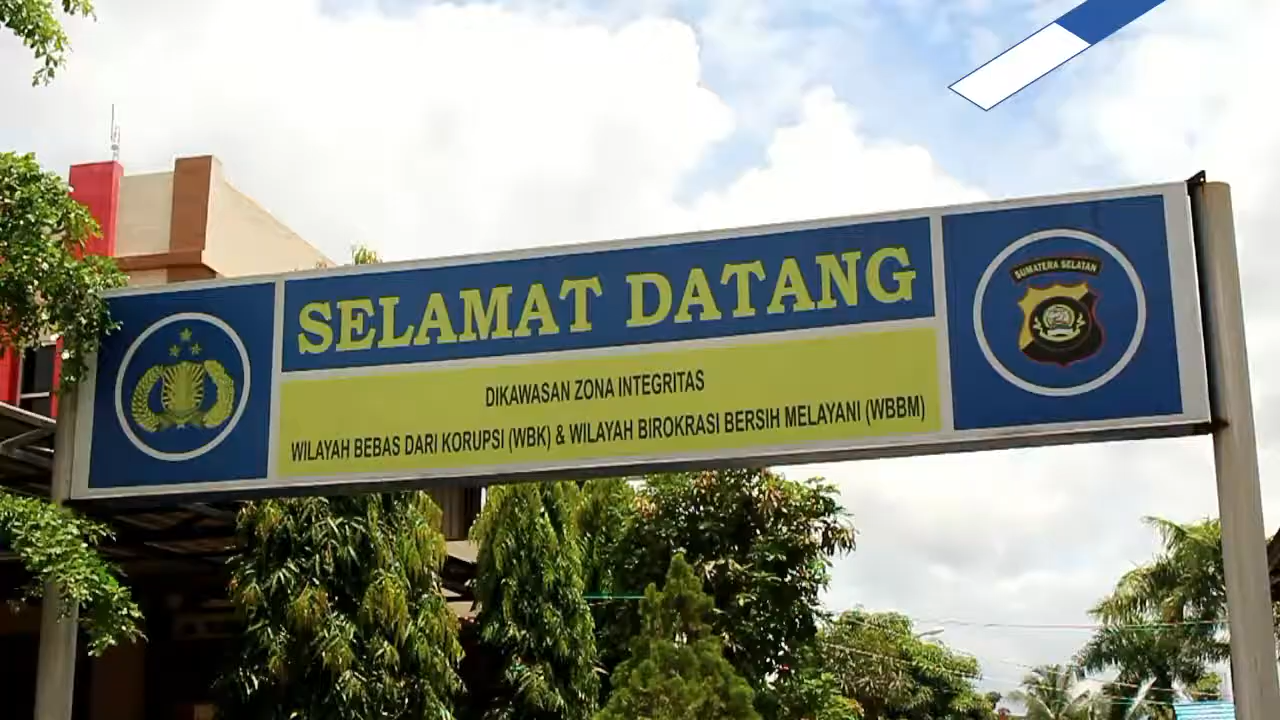 SELAMAT DATANG
DIKAWASAN ZONA INTEGRITAS
WILAYAH BEBAS DARI KORUPSI (WBK) & WILAYAH BIROKRASI BERSIH MELAYANI (WBBM)
SUMATERA SELATAN